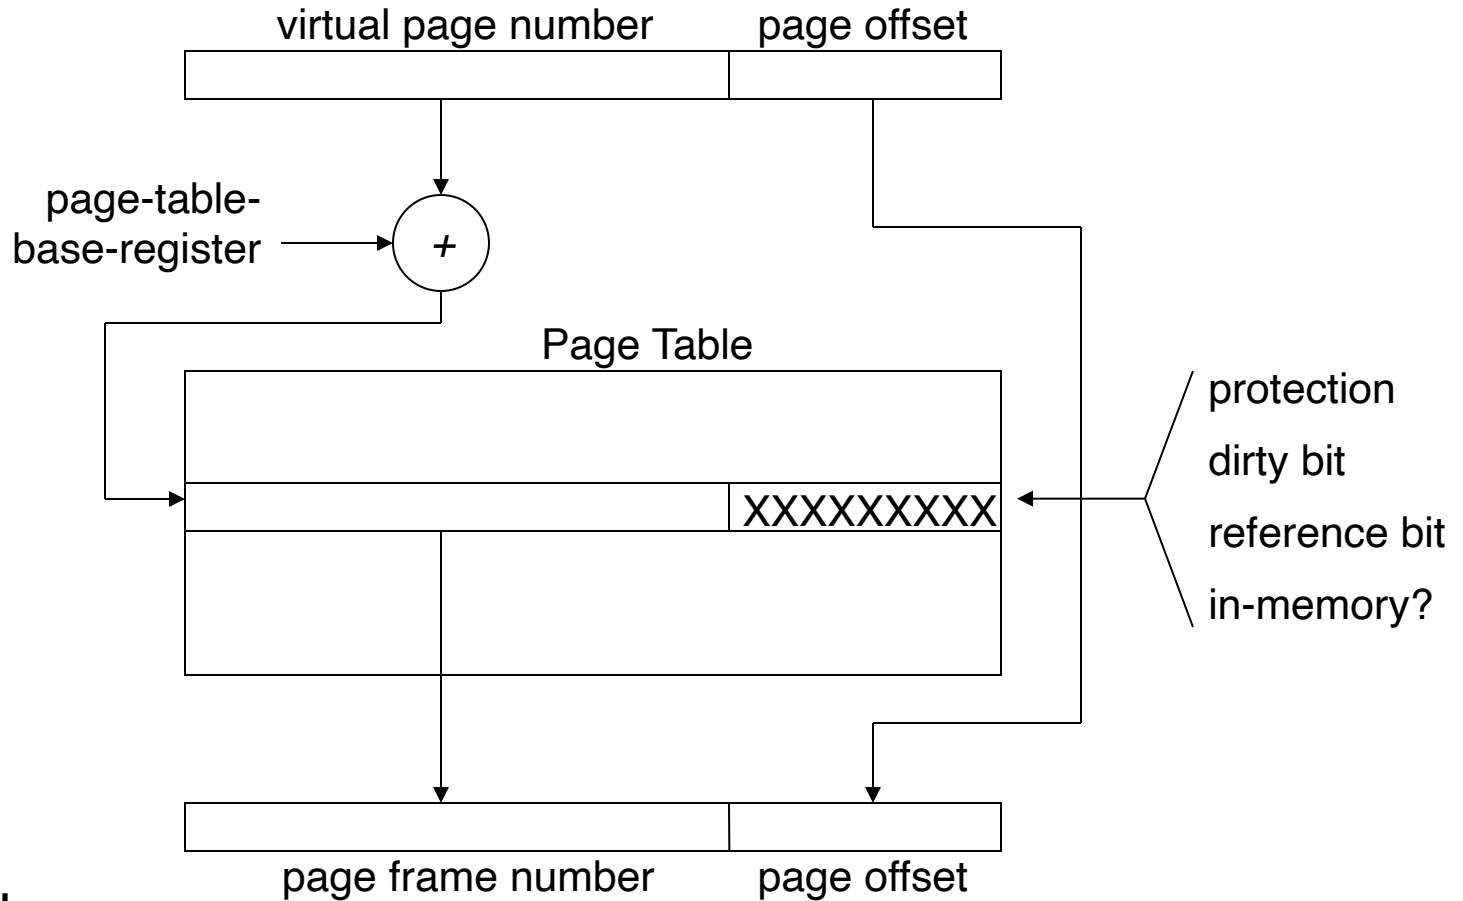 virtual page number
page offset
page-table-
base-register
+
Page Table
protection
dirty bit
XXXXXXXXX
reference bit
in-memory?
page frame number
page offset